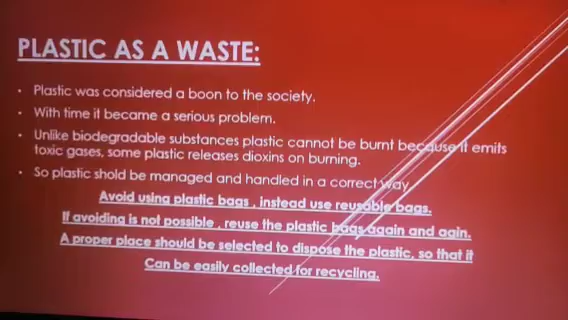 PLASTIC AS A WASTE:
Plastic was considered a boon to the society.
With time it became a serious problem.
Unlike biodegradable substances plastic cannot be burnt because it emits
toxic gases, some plastic releases dioxins on burning.
So plastic shold be managed and handled in a correct way
Avoid using plastic bags , instead use reusable bags.
If avoiding is not possible , reuse the plastic bags again and again.
A proper place should be selected to dispose the plastic, so that it
Can be easily collected for recycling.